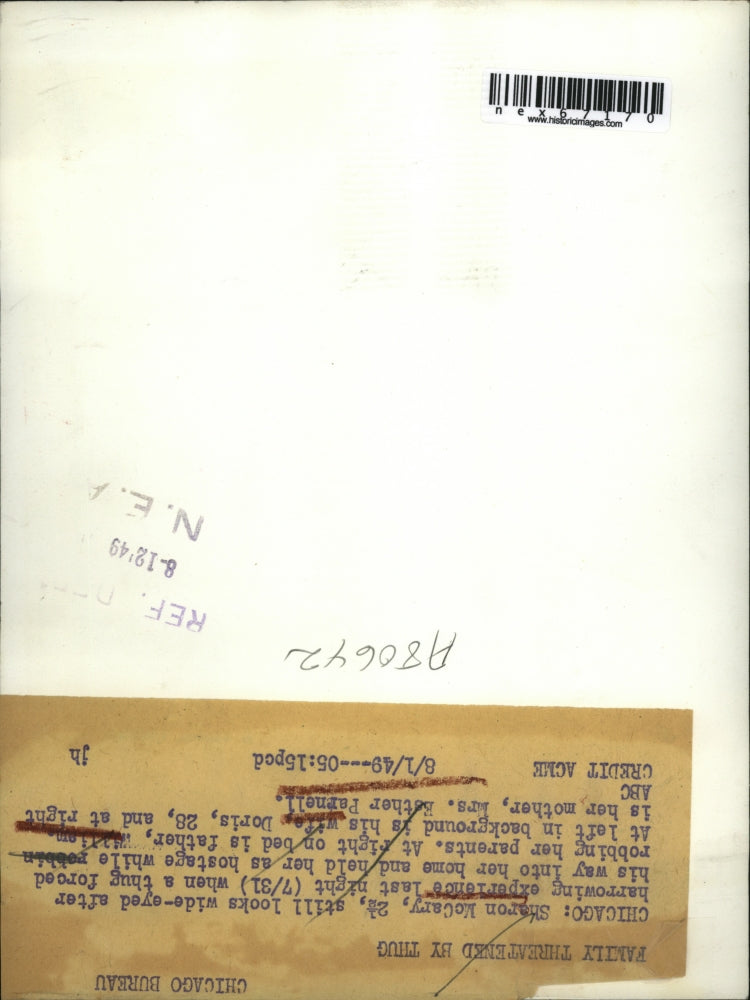 nex67170
www.historicimages.com
CHICAGO BUREAU
FAMILY THREATENED BY THUG
CHICAGO: Sharon McCary, 2½, still looks wide-eyed after
harrowing experience last night (7/31) when a thug forced
his way into her home and held her as hostage while robbin
robbing her parents. At right on bed is father, William.
At left in background is his wife, Doris, 28, and at right
is her mother, Mrs. Esther Parnell.
ABC
CREDIT ACME 8/1/49---05:15pcd jh
A80642
REF.
8-12'49
N.E.